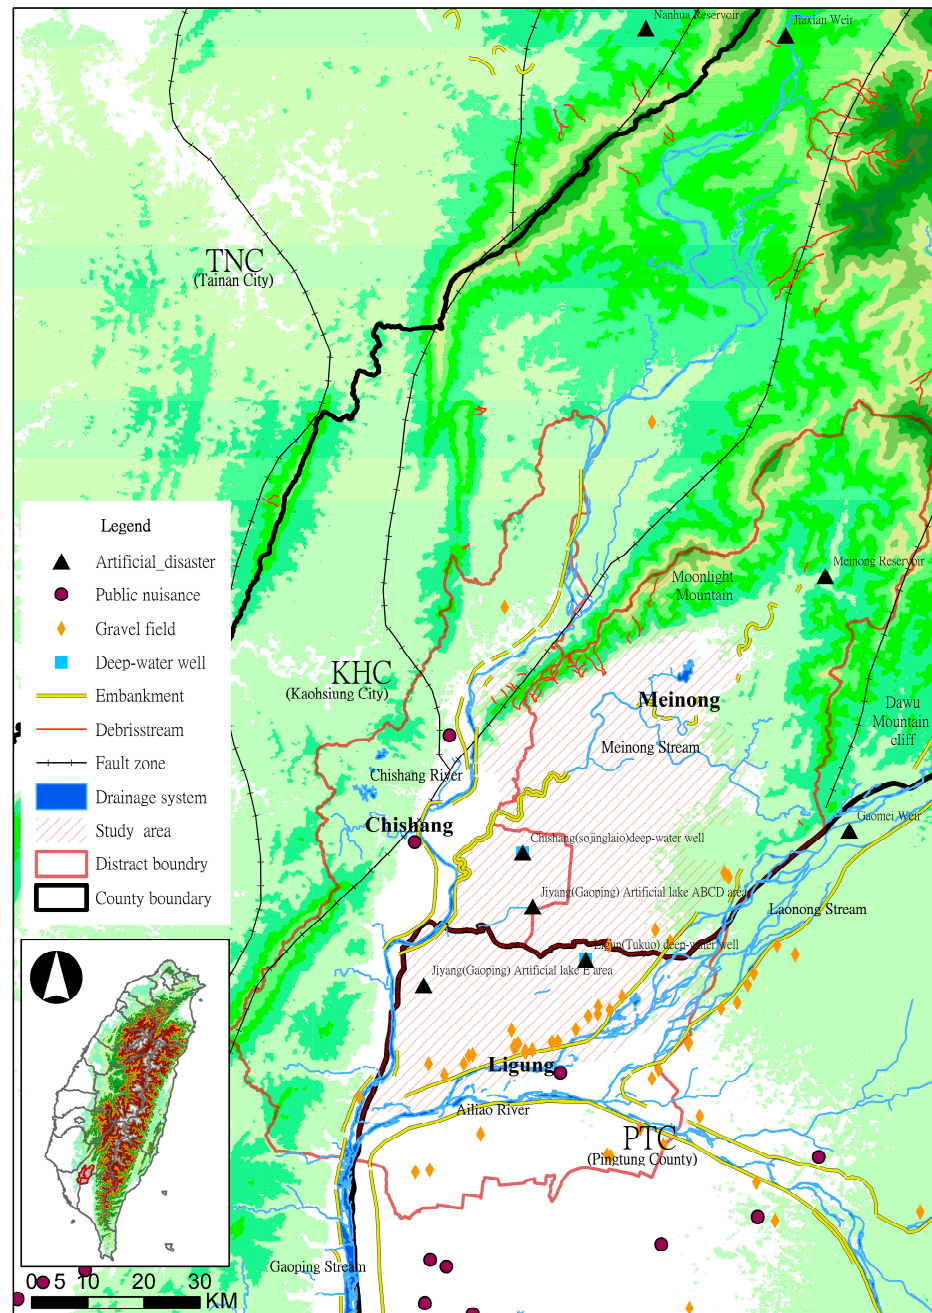 Nanhua Reservoir
Jiaxian Weir
TNC
(Tainan City)
Legend
Artificial_disaster
Public nuisance
Gravel field
Deep-water well
Embankment
Debrisstream
Fault zone
Drainage system
Study area
Distract boundry
County boundary
Meinong Reservoir
Moonlight
Mountain
KHC
(Kaohsiung City)
Meinong
Dawu
Mountain
cliff
Meinong Stream
Chishang River
Chishang
Gaomei Weir
Chishang(sojinglaio)deep-water well
Jiyang(Gaoping) Artificial lake ABCD area
Laonong Stream
(Tukuo) deep-water well
Jiyang(Gaoping) Artificial lake E area
Ligung
Ailiao River
PTC
(Pingtung County)
Gaoping Stream
0 5 10 20 30
KM